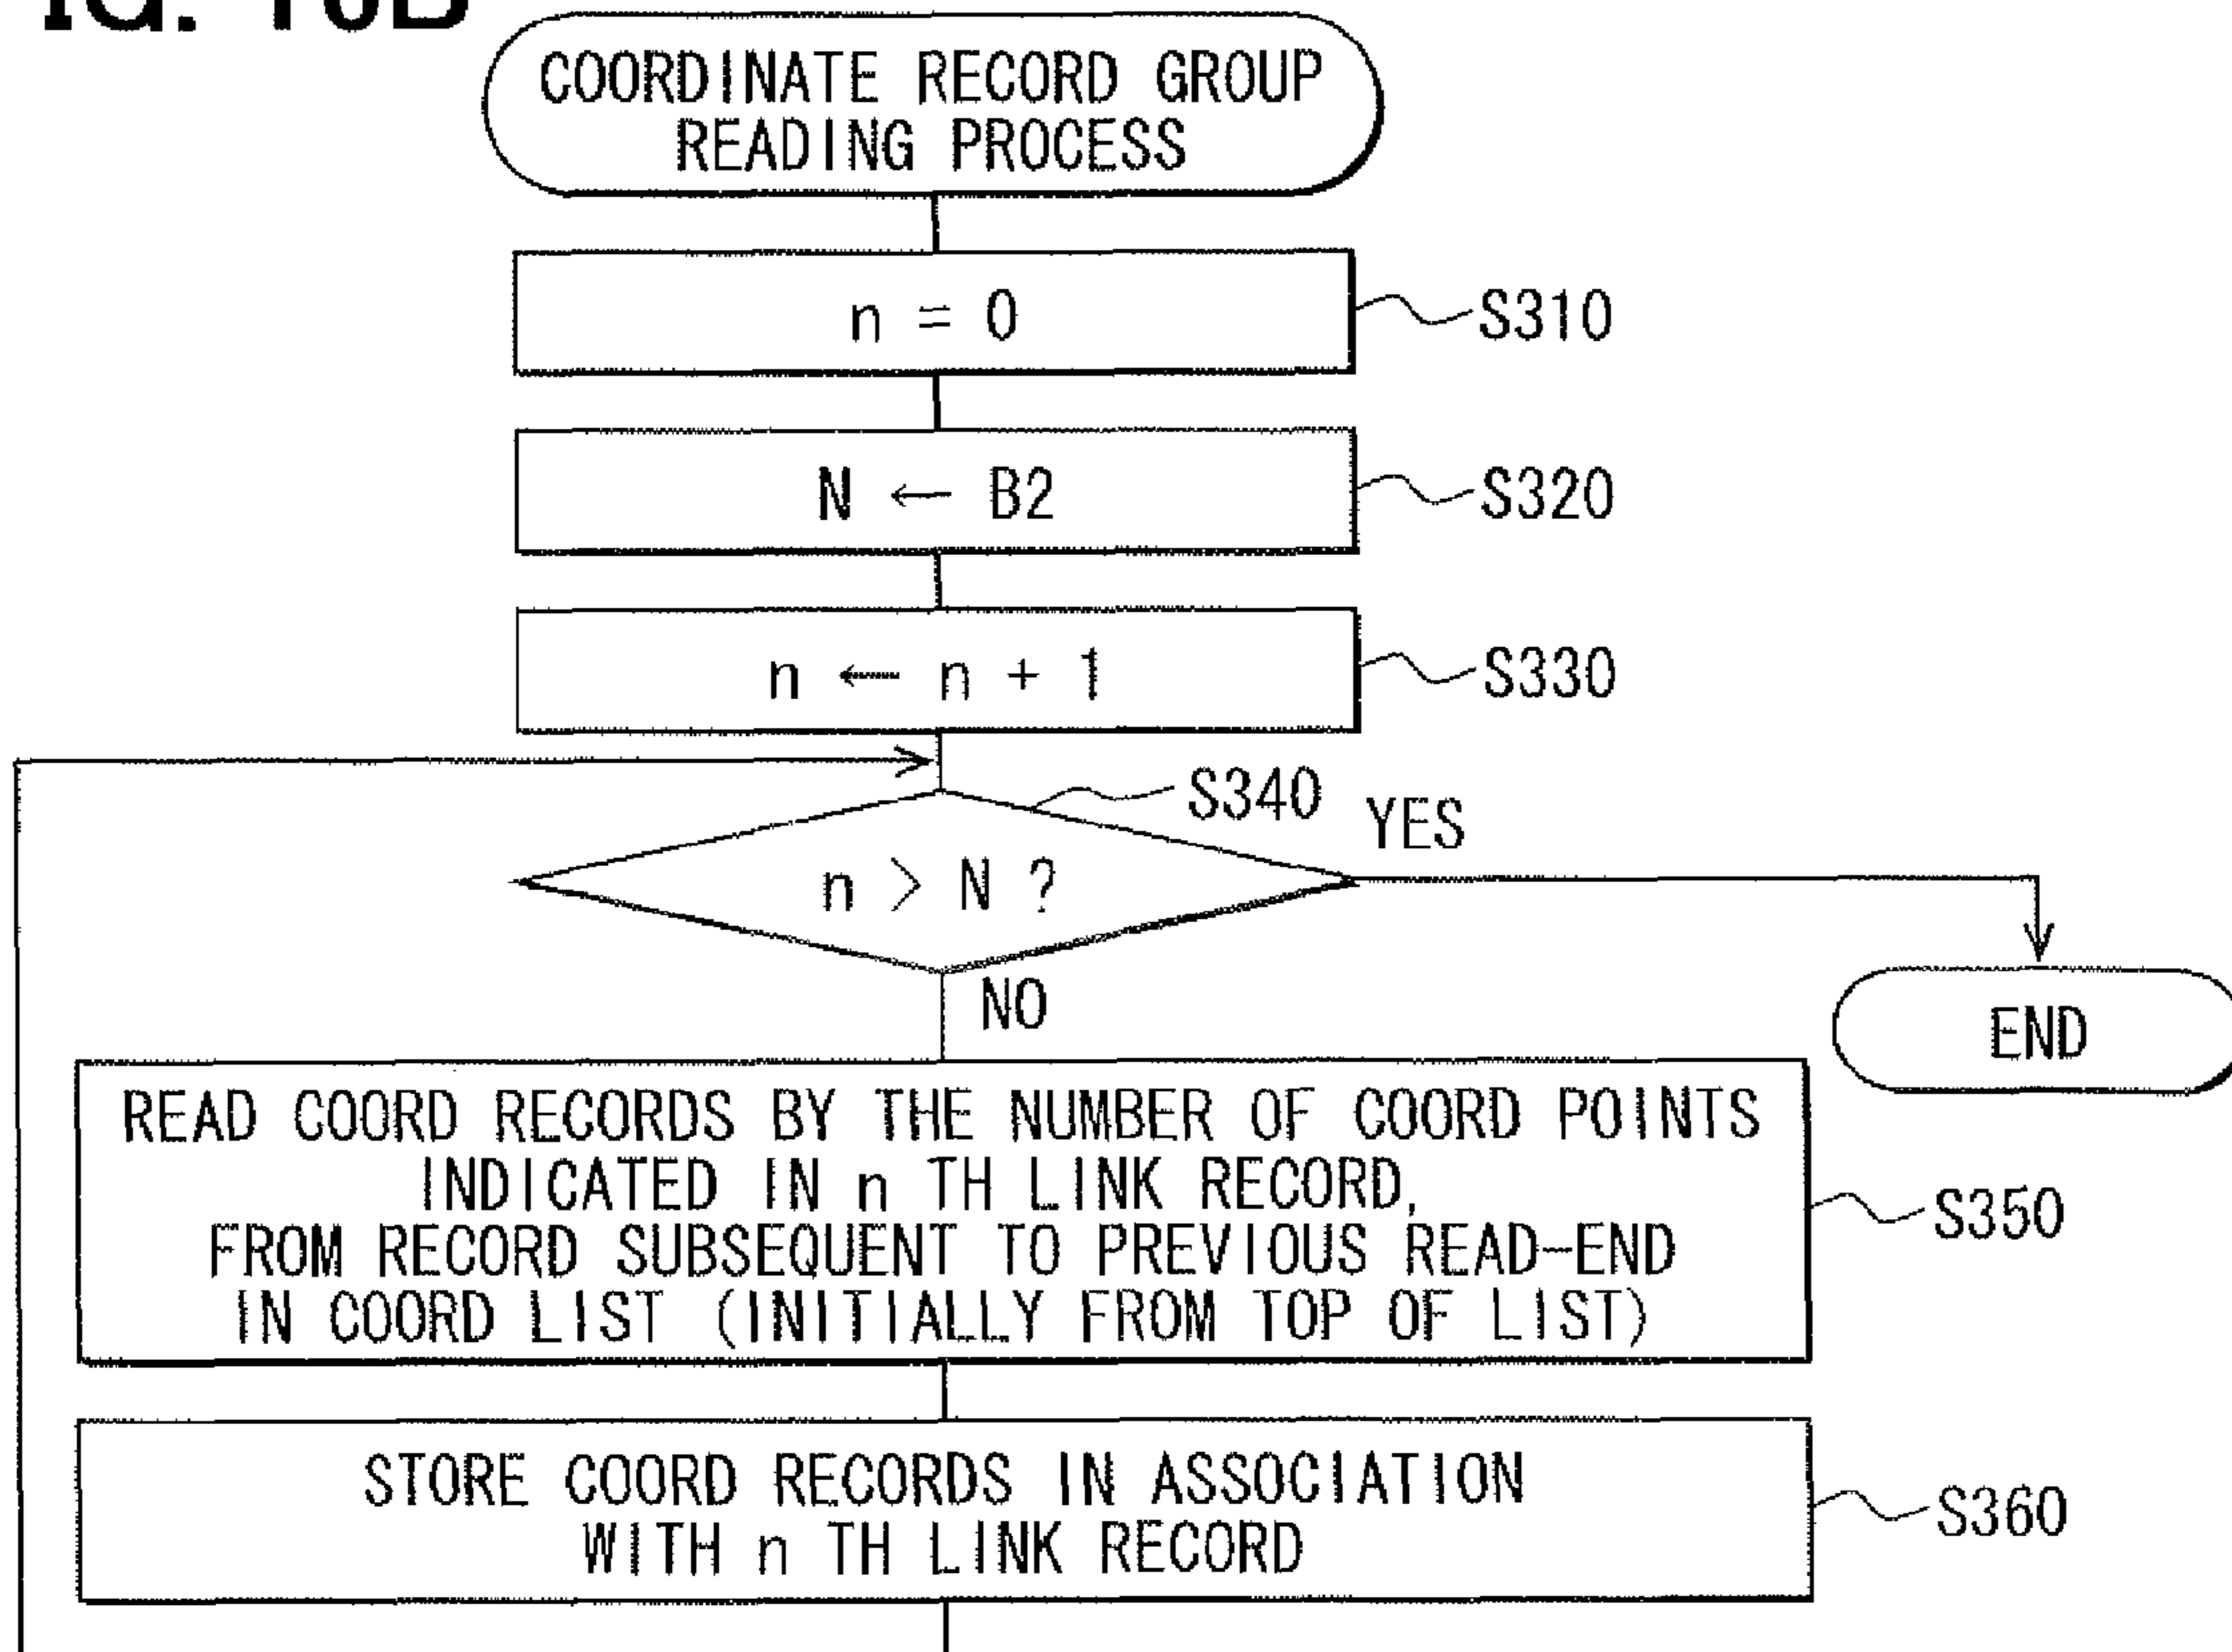 FIG. 10B
COORDINATE RECORD GROUP
READING PROCESS
n = 0
S310
N ← B2
S320
n ← n + 1
S330
S340
YES
n > N ?
NO
END
READ COORD RECORDS BY THE NUMBER OF COORD POINTS
INDICATED IN n TH LINK RECORD,
FROM RECORD SUBSEQUENT TO PREVIOUS READ-END
IN COORD LIST (INITIALLY FROM TOP OF LIST)
S350
STORE COORD RECORDS IN ASSOCIATION
WITH n TH LINK RECORD
S360